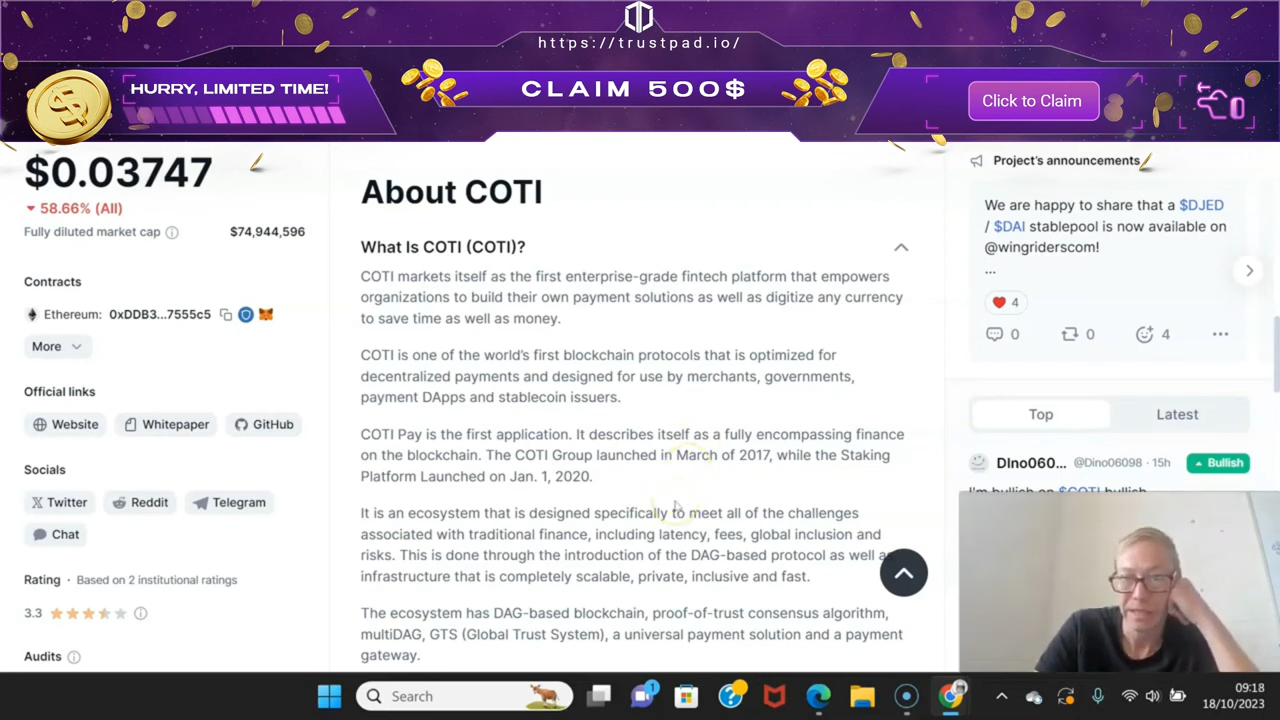 https://trustpad.io/
HURRY, LIMITED TIME!
CLAIM 500$
Click to Claim
$0.03747
58.66% (All)
Fully diluted market cap $74,944,596
Contracts
Ethereum: 0xDDB3...7555c5
More
Official links
Website Whitepaper GitHub
Socials
Twitter Reddit Telegram
Chat
Rating · Based on 2 institutional ratings
3.3
Audits
About COTI
What Is COTI (COTI)?
COTI markets itself as the first enterprise-grade fintech platform that empowers
organizations to build their own payment solutions as well as digitize any currency
to save time as well as money.
COTI is one of the world's first blockchain protocols that is optimized for
decentralized payments and designed for use by merchants, governments,
payment DApps and stablecoin issuers.
COTI Pay is the first application. It describes itself as a fully encompassing finance
on the blockchain. The COTI Group launched in March of 2017, while the Staking
Platform Launched on Jan. 1, 2020.
It is an ecosystem that is designed specifically to meet all of the challenges
associated with traditional finance, including latency, fees, global inclusion and
risks. This is done through the introduction of the DAG-based protocol as well as
infrastructure that is completely scalable, private, inclusive and fast.
The ecosystem has DAG-based blockchain, proof-of-trust consensus algorithm,
multiDAG, GTS (Global Trust System), a universal payment solution and a payment
gateway.
Project's announcements
We are happy to share that a $DJED
/ $DAI stablepool is now available on
@wingriderscom!
...
4
0 0 4
Top Latest
DIno060... @Dino06098 · 15h Bullish
I'm bullish on $COTI bullish
Search
1
09:18
18/10/2023